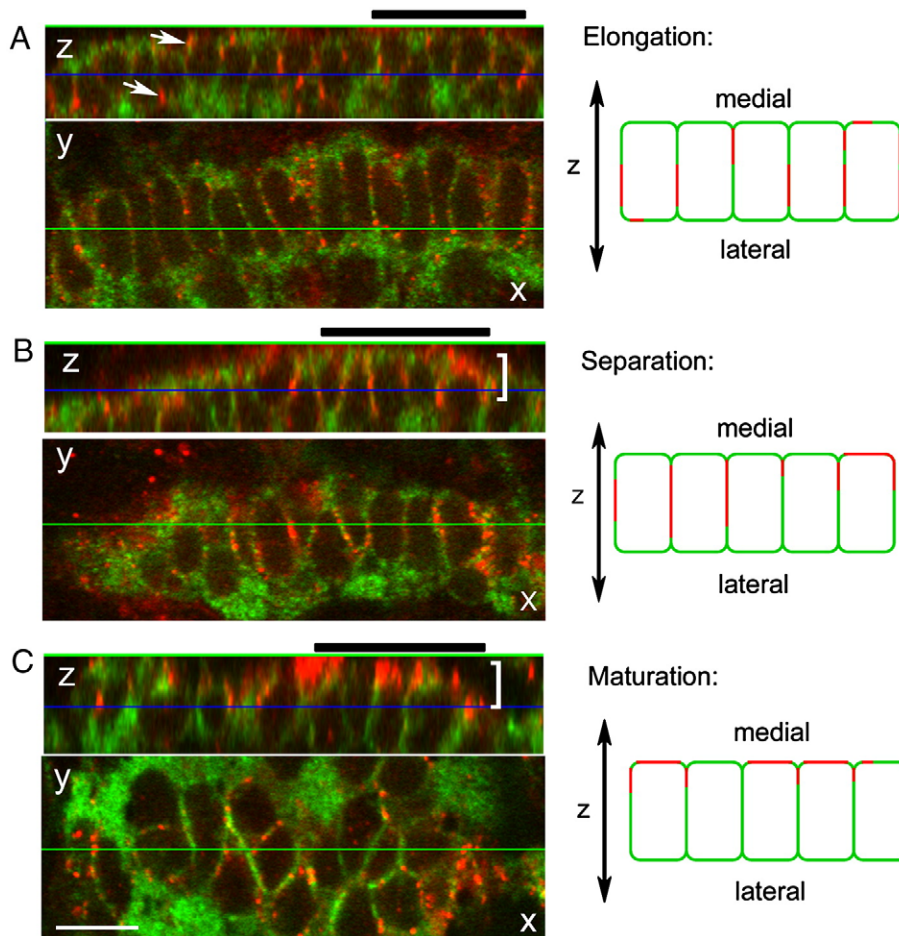 A
z
y
x
Elongation:
medial
z
lateral
B
z
y
x
Separation:
medial
z
lateral
C
z
y
x
Maturation:
medial
z
lateral